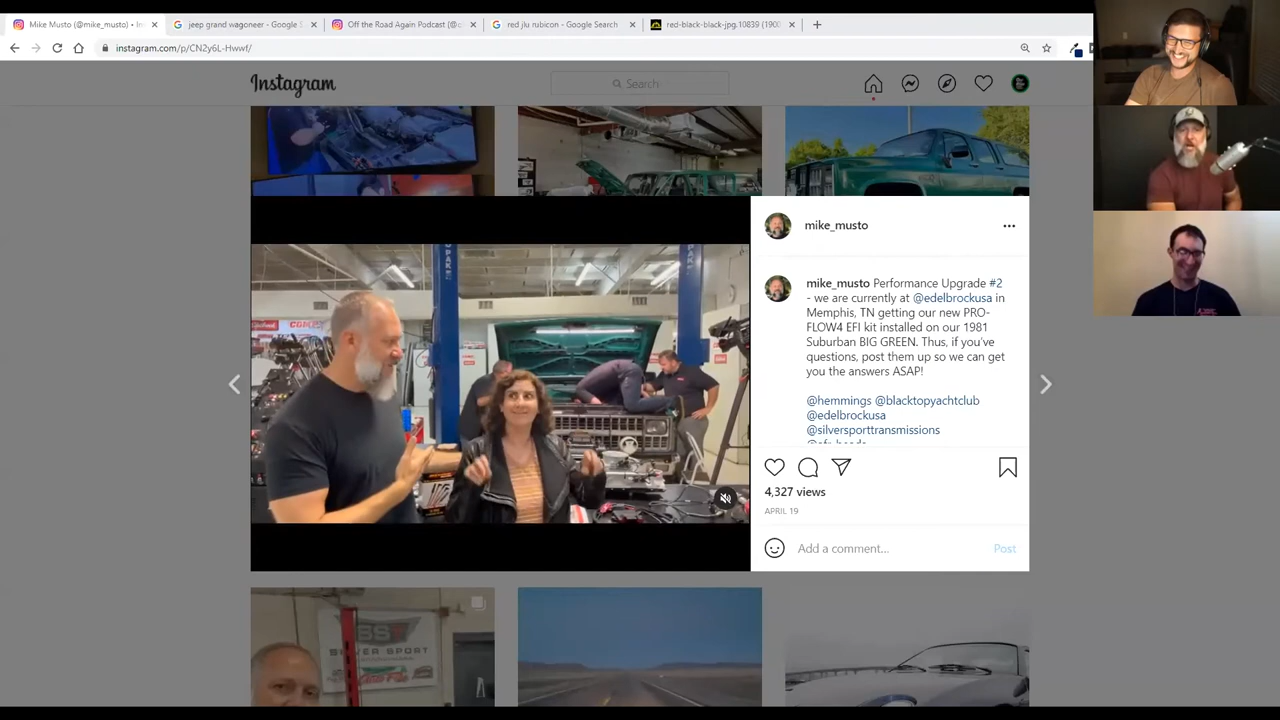 Mike Musto (@mike_musto) • In
jeep grand wagoneer - Google S
Off the Road Again Podcast (@o
red jlu rubicon - Google Search
red-black-black-jpg.10839 (1900
instagram.com/p/CN2y6L-Hwwf/
Instagram
Search
mike_musto
mike_musto Performance Upgrade #2
- we are currently at @edelbrockusa in
Memphis, TN getting our new PRO-
FLOW4 EFI kit installed on our 1981
Suburban BIG GREEN. Thus, if you've
questions, post them up so we can get
you the answers ASAP!
@hemmings @blacktopyachtclub
@edelbrockusa
@silversporttransmissions
4,327 views
APRIL 19
Add a comment...
Post
COMP
SILVER SPORT